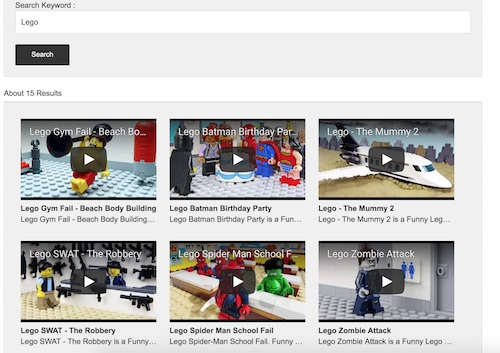 Search Keyword :
Lego
Search
About 15 Results
Lego Gym Fail - Beach Bo...
Lego Batman Birthday Par...
Lego - The Mummy 2
Lego Gym Fail - Beach Body Building
Lego Batman Birthday Party
Lego - The Mummy 2
Lego Gym Fail - Beach Body Building...
Lego Batman Birthday Party is a Fun...
Lego - The Mummy 2 is a Funny Leg...
Lego SWAT - The Robbery
Lego Spider Man School F...
Lego Zombie Attack
Lego SWAT - The Robbery
Lego Spider Man School Fail
Lego Zombie Attack
Lego SWAT - The Robbery is a Funny...
Lego Spider-Man School Fail. Funny ...
Lego Zombie Attack is a Funny Lego ...